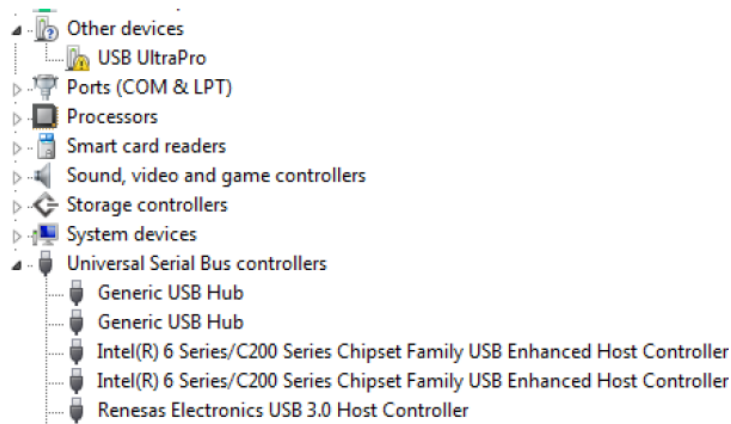 Other devices
USB UltraPro
Ports (COM & LPT)
Processors
Smart card readers
Sound, video and game controllers
Storage controllers
System devices
Universal Serial Bus controllers
Generic USB Hub
Generic USB Hub
Intel(R) 6 Series/C200 Series Chipset Family USB Enhanced Host Controller
Intel(R) 6 Series/C200 Series Chipset Family USB Enhanced Host Controller
Renesas Electronics USB 3.0 Host Controller